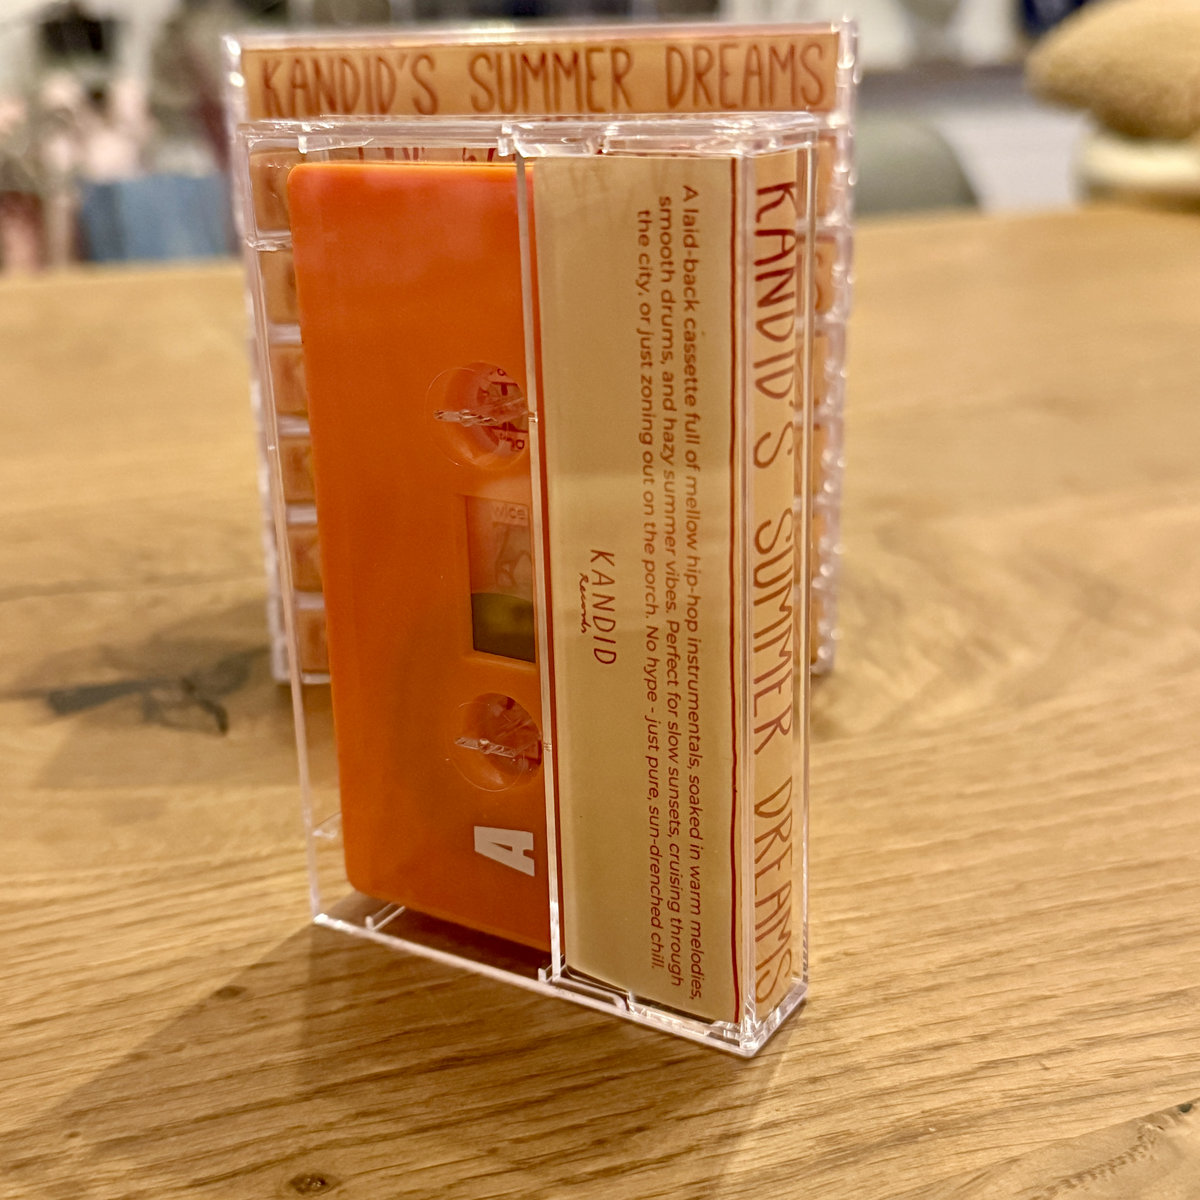 KANDID'S SUMMER DREAMS
KANDID'S SUMMER DREAMS
A laid-back cassette full of mellow hip-hop instrumentals, soaked in warm melodies,
smooth drums, and hazy summer vibes. Perfect for slow sunsets, cruising through
the city, or just zoning out on the porch. No hype - just pure, sun-drenched chill.
KANDID
Records
A